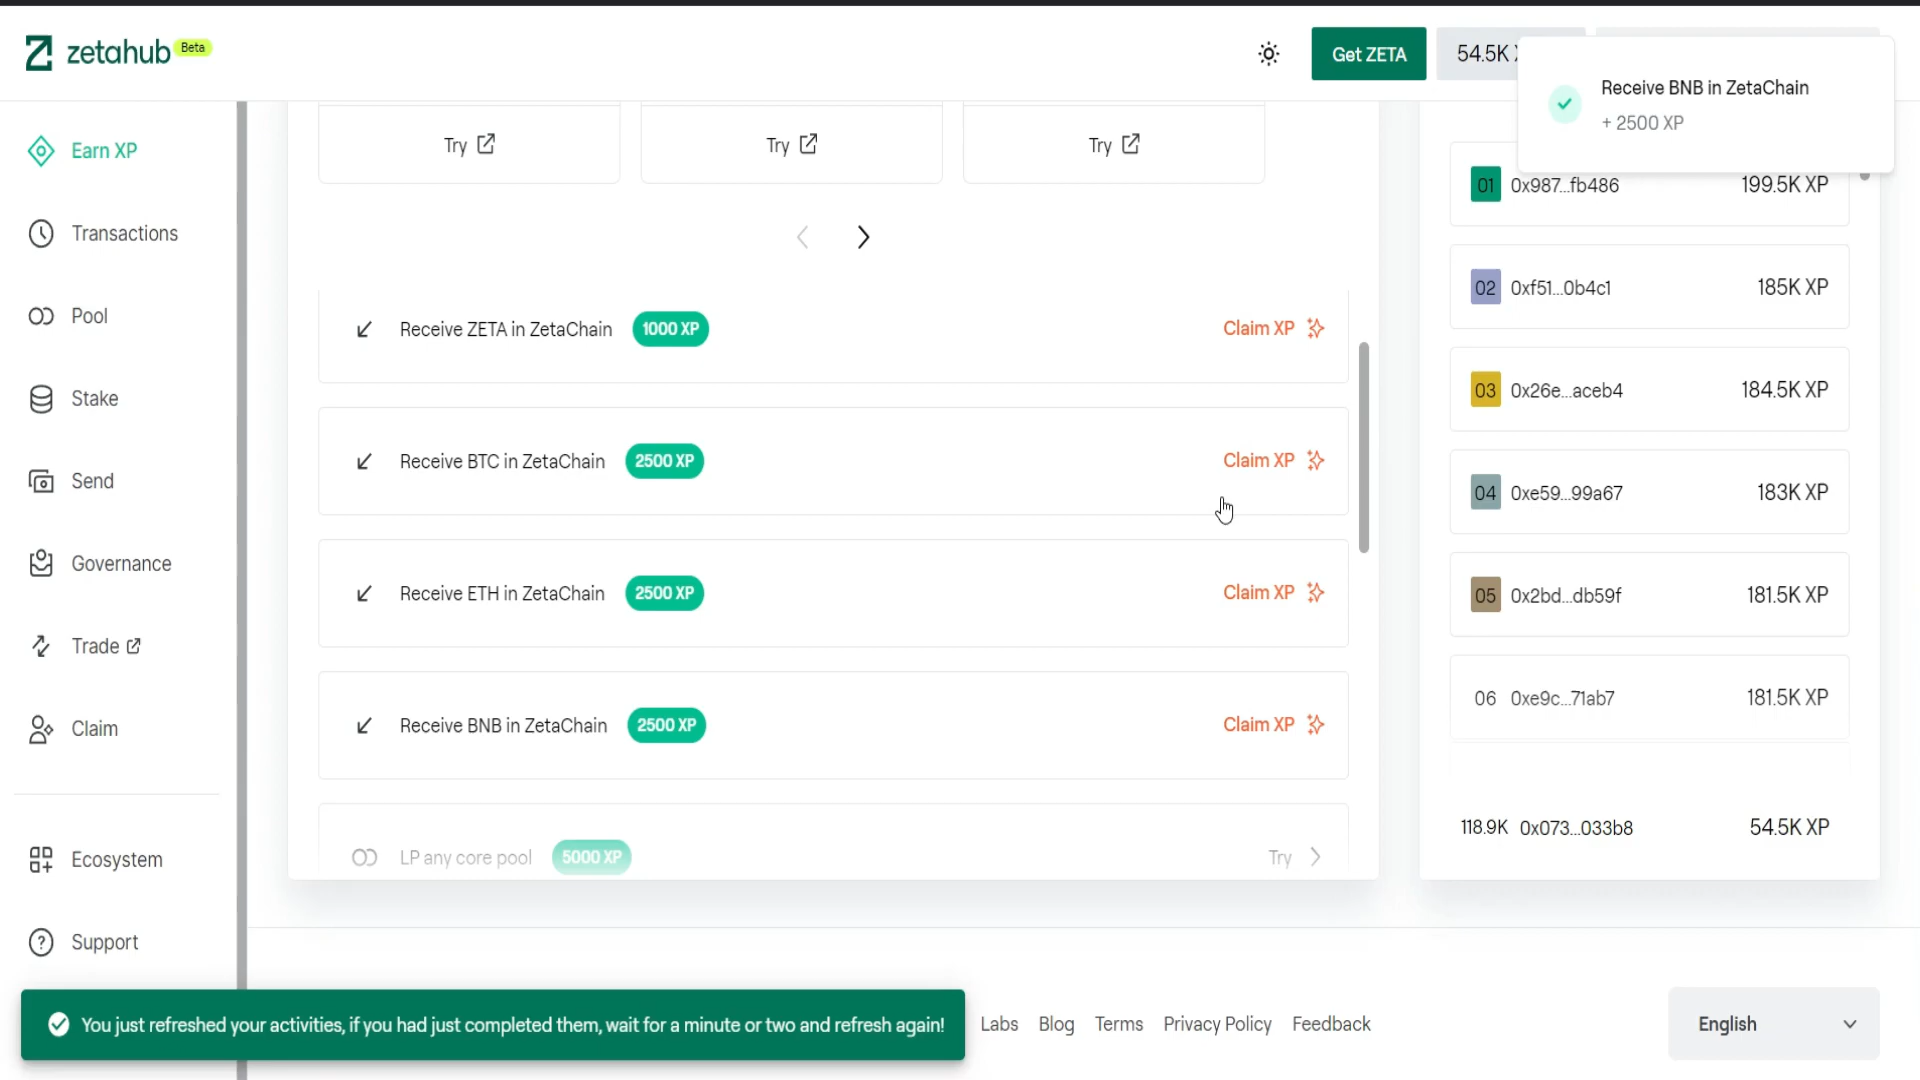 zetahub Beta
Get ZETA
54.5K
Receive BNB in ZetaChain
+ 2500 XP
Earn XP
Transactions
Pool
Stake
Send
Governance
Trade
Claim
Ecosystem
Support
Try
Try
Try
Receive ZETA in ZetaChain 1000 XP Claim XP
Receive BTC in ZetaChain 2500 XP Claim XP
Receive ETH in ZetaChain 2500 XP Claim XP
Receive BNB in ZetaChain 2500 XP Claim XP
LP any core pool 5000 XP Try
01 0x987...fb486 199.5K XP
02 0xf51...0b4c1 185K XP
03 0x26e...aceb4 184.5K XP
04 0xe59...99a67 183K XP
05 0x2bd...db59f 181.5K XP
06 0xe9c...71ab7 181.5K XP
118.9K 0x073...033b8 54.5K XP
You just refreshed your activities, if you had just completed them, wait for a minute or two and refresh again!
Labs Blog Terms Privacy Policy Feedback
English